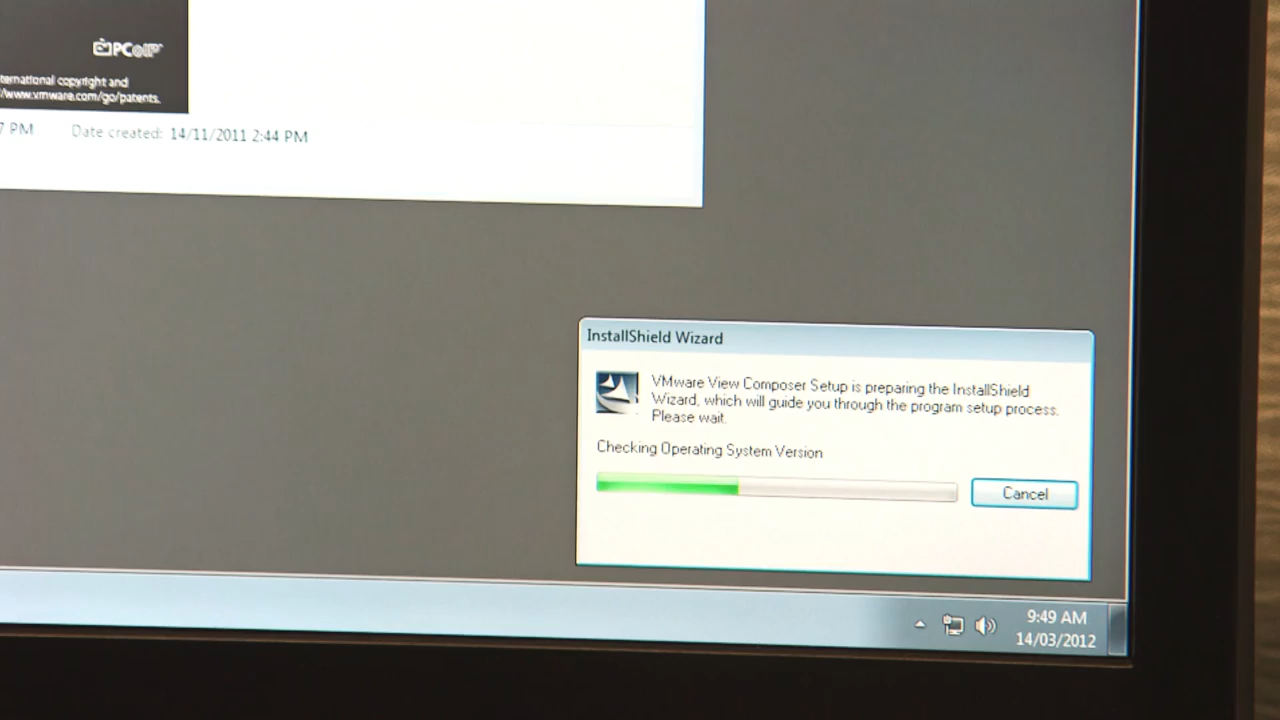 PCoIP
ternational copyright and
/www.vmware.com/go/patents.
7 PM Date created: 14/11/2011 2:44 PM
InstallShield Wizard
VMware View Composer Setup is preparing the InstallShield
Wizard, which will guide you through the program setup process.
Please wait.
Checking Operating System Version
Cancel
9:49 AM
14/03/2012